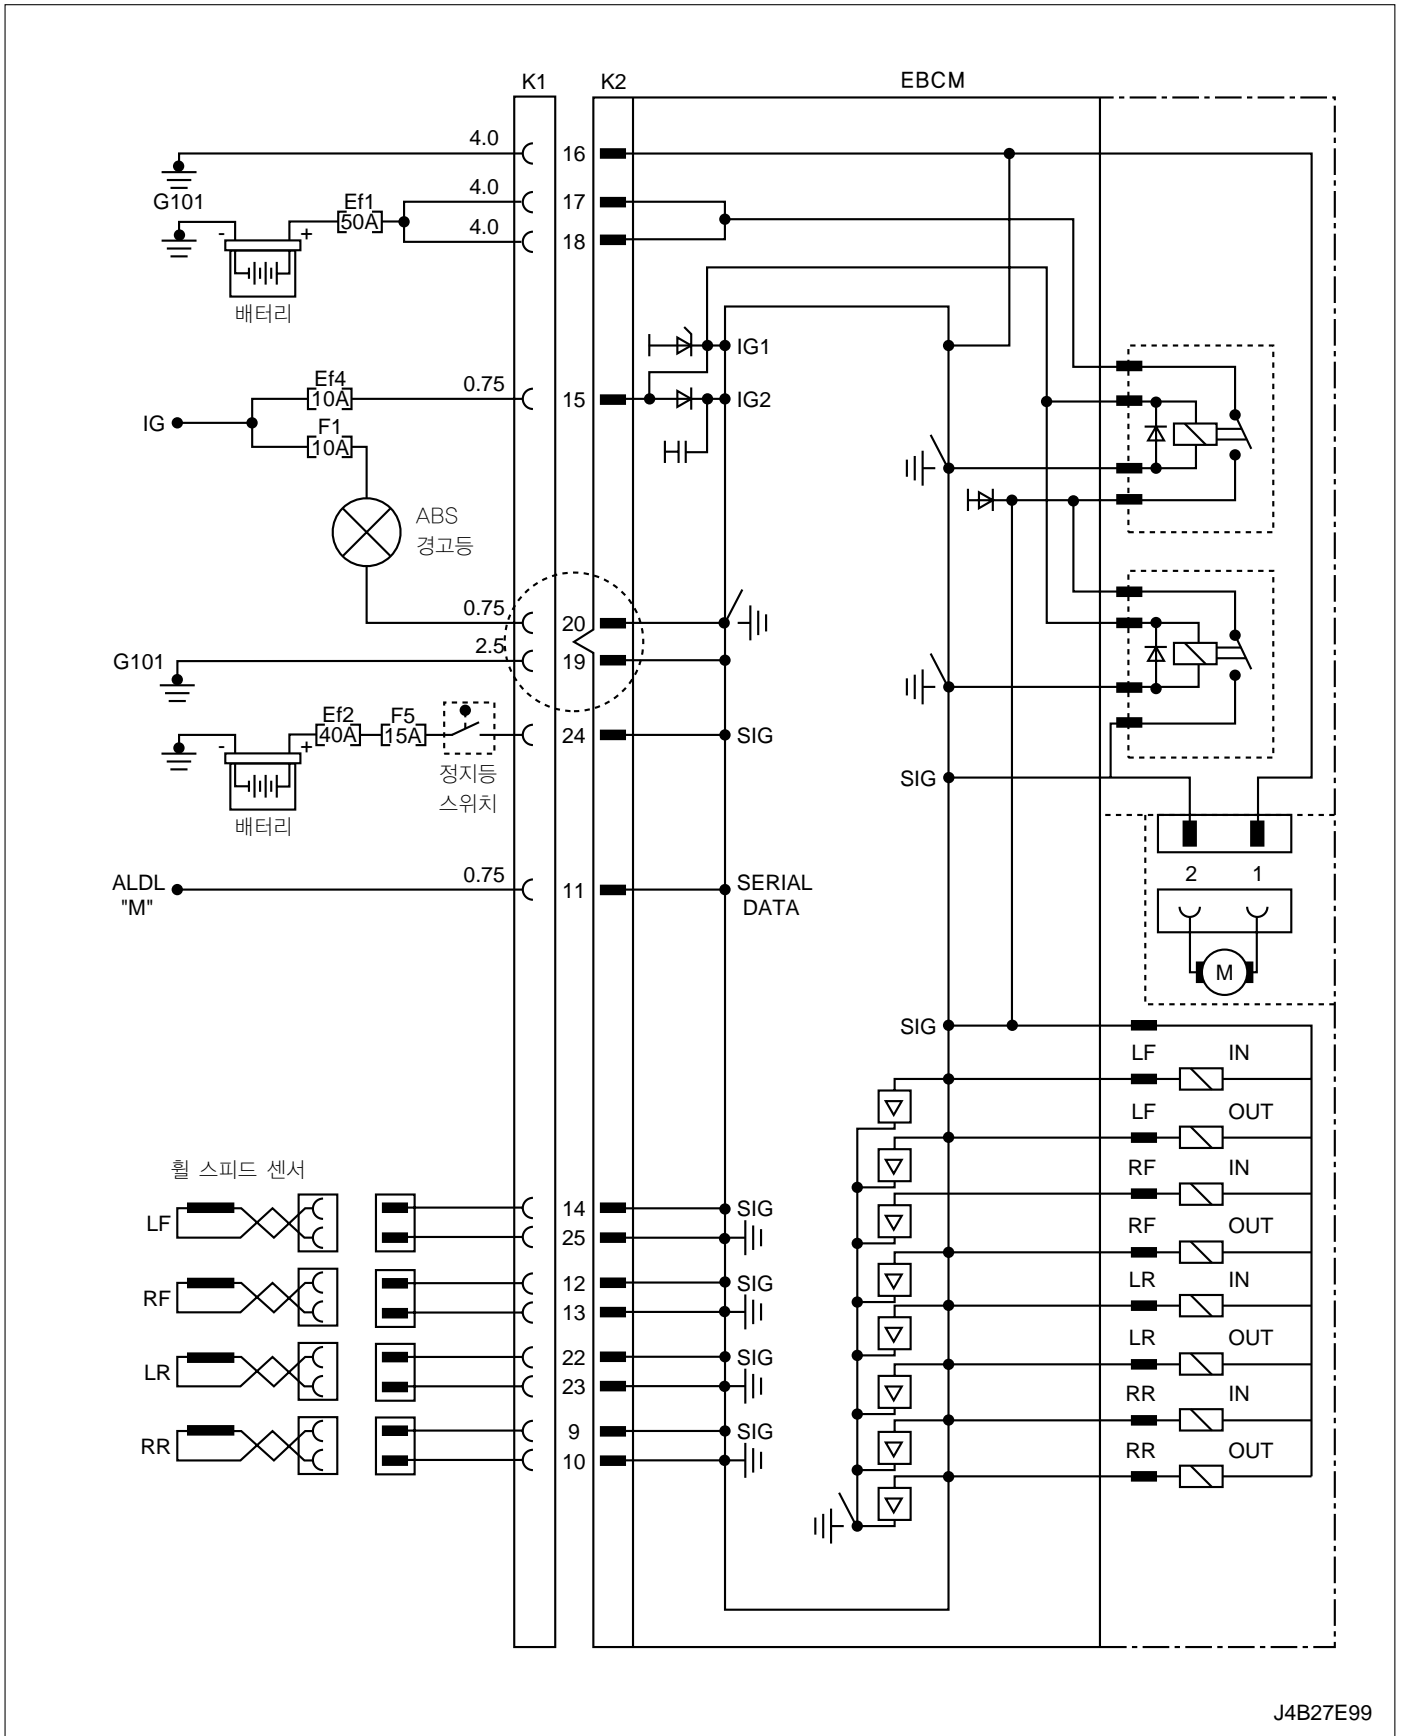 K1
K2
EBCM
4.0
16
G101
4.0
17
Ef1
50A
4.0
18
-
+
배터리
IG1
Ef4
10A
0.75
15
IG2
IG
F1
10A
ABS
경고등
0.75
20
2.5
19
G101
Ef2
40A
F5
15A
24
SIG
-
+
정지등
스위치
배터리
SIG
2
1
ALDL
"M"
0.75
11
SERIAL
DATA
M
SIG
LF
IN
LF
OUT
RF
IN
RF
OUT
LR
IN
LR
OUT
RR
IN
RR
OUT
휠 스피드 센서
LF
14
SIG
25
RF
12
SIG
13
LR
22
SIG
23
RR
9
SIG
10
J4B27E99